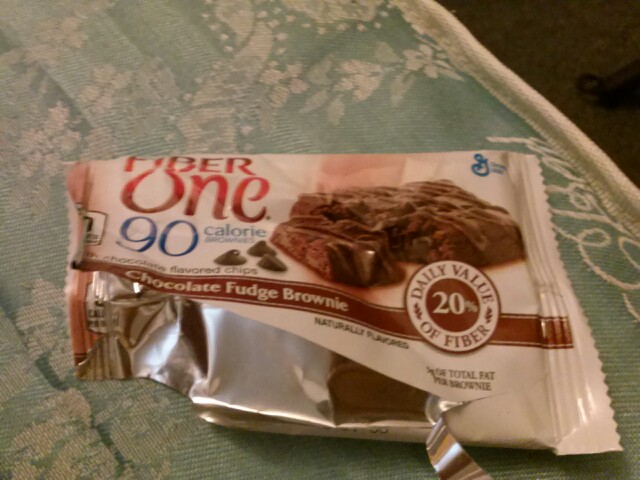 FIBER
One
90 calorie
BROWNIES
chocolate flavored chips
Chocolate Fudge Brownie
NATURALLY FLAVORED
DAILY VALUE
20%
OF FIBER
OF TOTAL FAT
PER BROWNIE